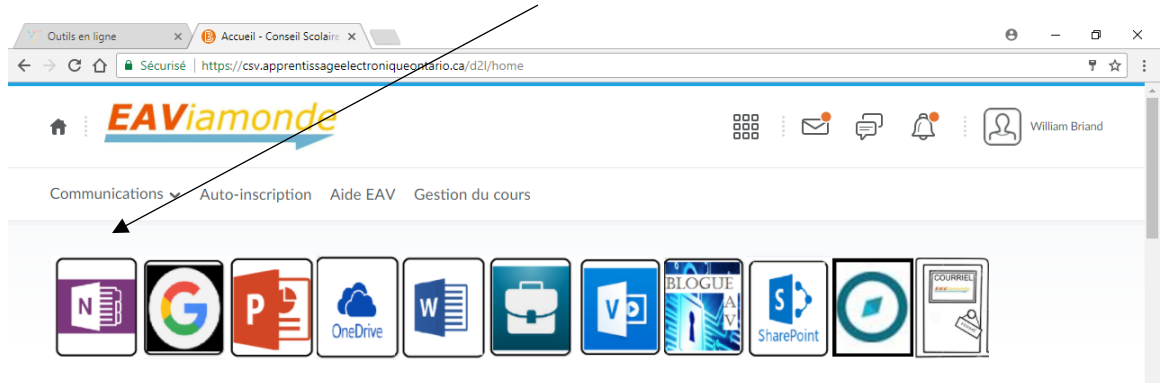 Outils en ligne
Accueil - Conseil Scolaire
Sécurisé | https://csv.apprentissageelectroniqueontario.ca/d2l/home
EAViamonde
William Briand
Communications Auto-inscription Aide EAV Gestion du cours
N
G
P
OneDrive
W
V
BLOGUE
EAV
S
SharePoint
COURRIEL